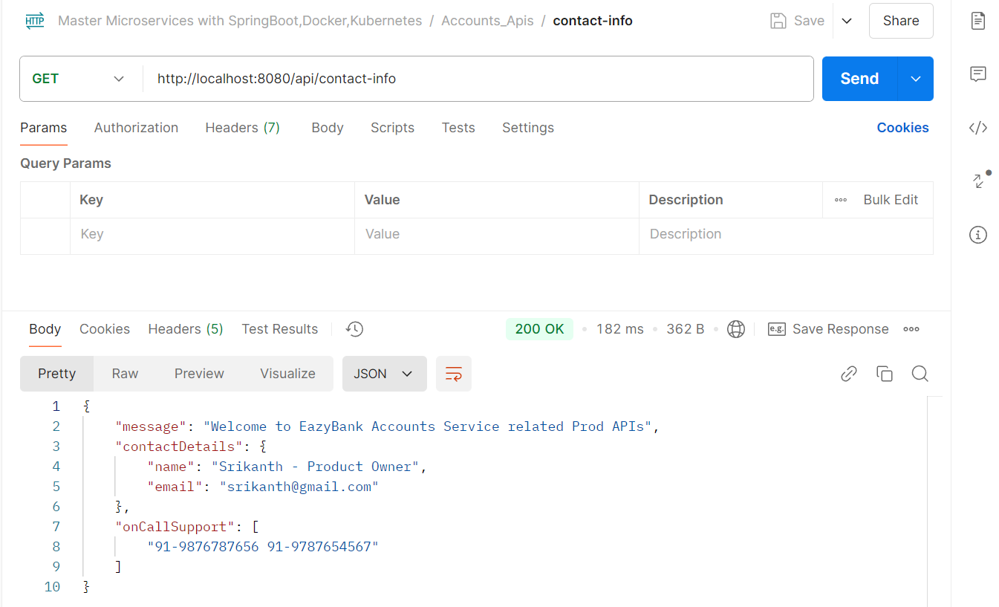 HTTP Master Microservices with SpringBoot,Docker,Kubernetes / Accounts_Apis / contact-info Save Share
GET http://localhost:8080/api/contact-info Send
Params Authorization Headers (7) Body Scripts Tests Settings Cookies
Query Params
Key Value Description Bulk Edit
Key Value Description
Body Cookies Headers (5) Test Results 200 OK • 182 ms • 362 B • e.g. Save Response
Pretty Raw Preview Visualize JSON
1 {
2 "message": "Welcome to EazyBank Accounts Service related Prod APIs",
3 "contactDetails": {
4 "name": "Srikanth - Product Owner",
5 "email": "srikanth@gmail.com"
6 },
7 "onCallSupport": [
8 "91-9876787656 91-9787654567"
9 ]
10 }